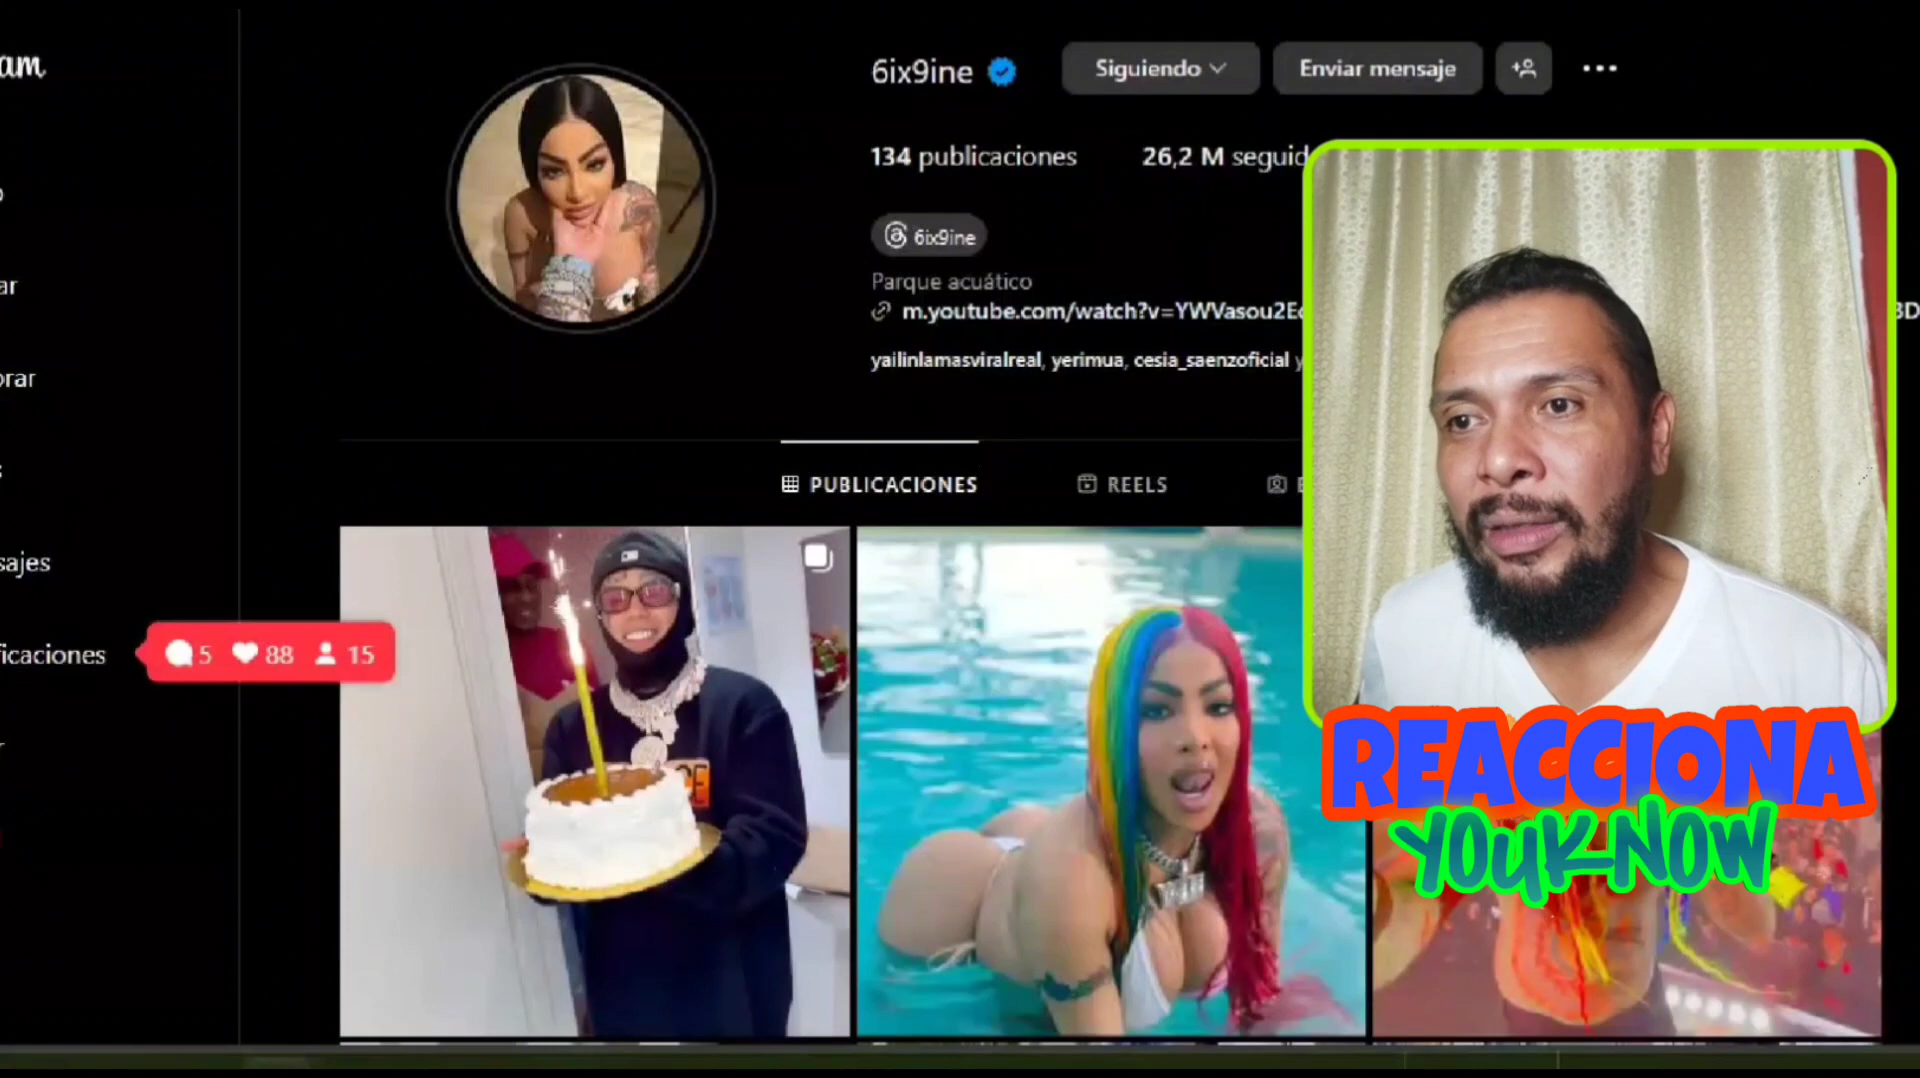 am
6ix9ine
Siguiendo
Enviar mensaje
134 publicaciones
26,2 M seguid
6ix9ine
Parque acuático
m.youtube.com/watch?v=YWVasou2E
yailinlamasviralreal, yerimua, cesia_saenzoficial y
PUBLICACIONES
REELS
ar
orar
sajes
ficaciones
5
88
15
REACCIONA
YOUK-NOW